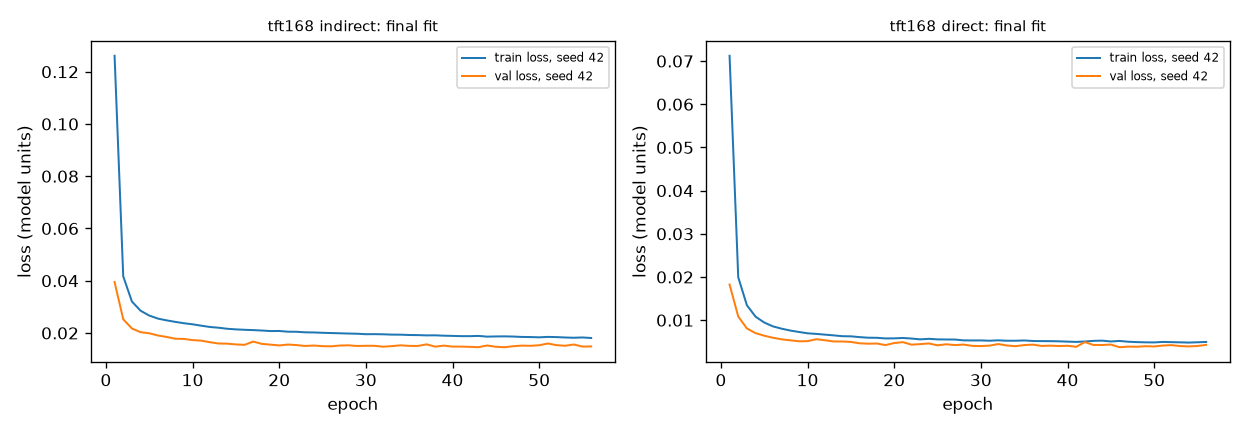 tft168 indirect: final fit
train loss, seed 42
val loss, seed 42
0.12
0.10
0.08
0.06
0.04
0.02
loss (model units)
0 10 20 30 40 50
epoch
tft168 direct: final fit
train loss, seed 42
val loss, seed 42
0.07
0.06
0.05
0.04
0.03
0.02
0.01
loss (model units)
0 10 20 30 40 50
epoch